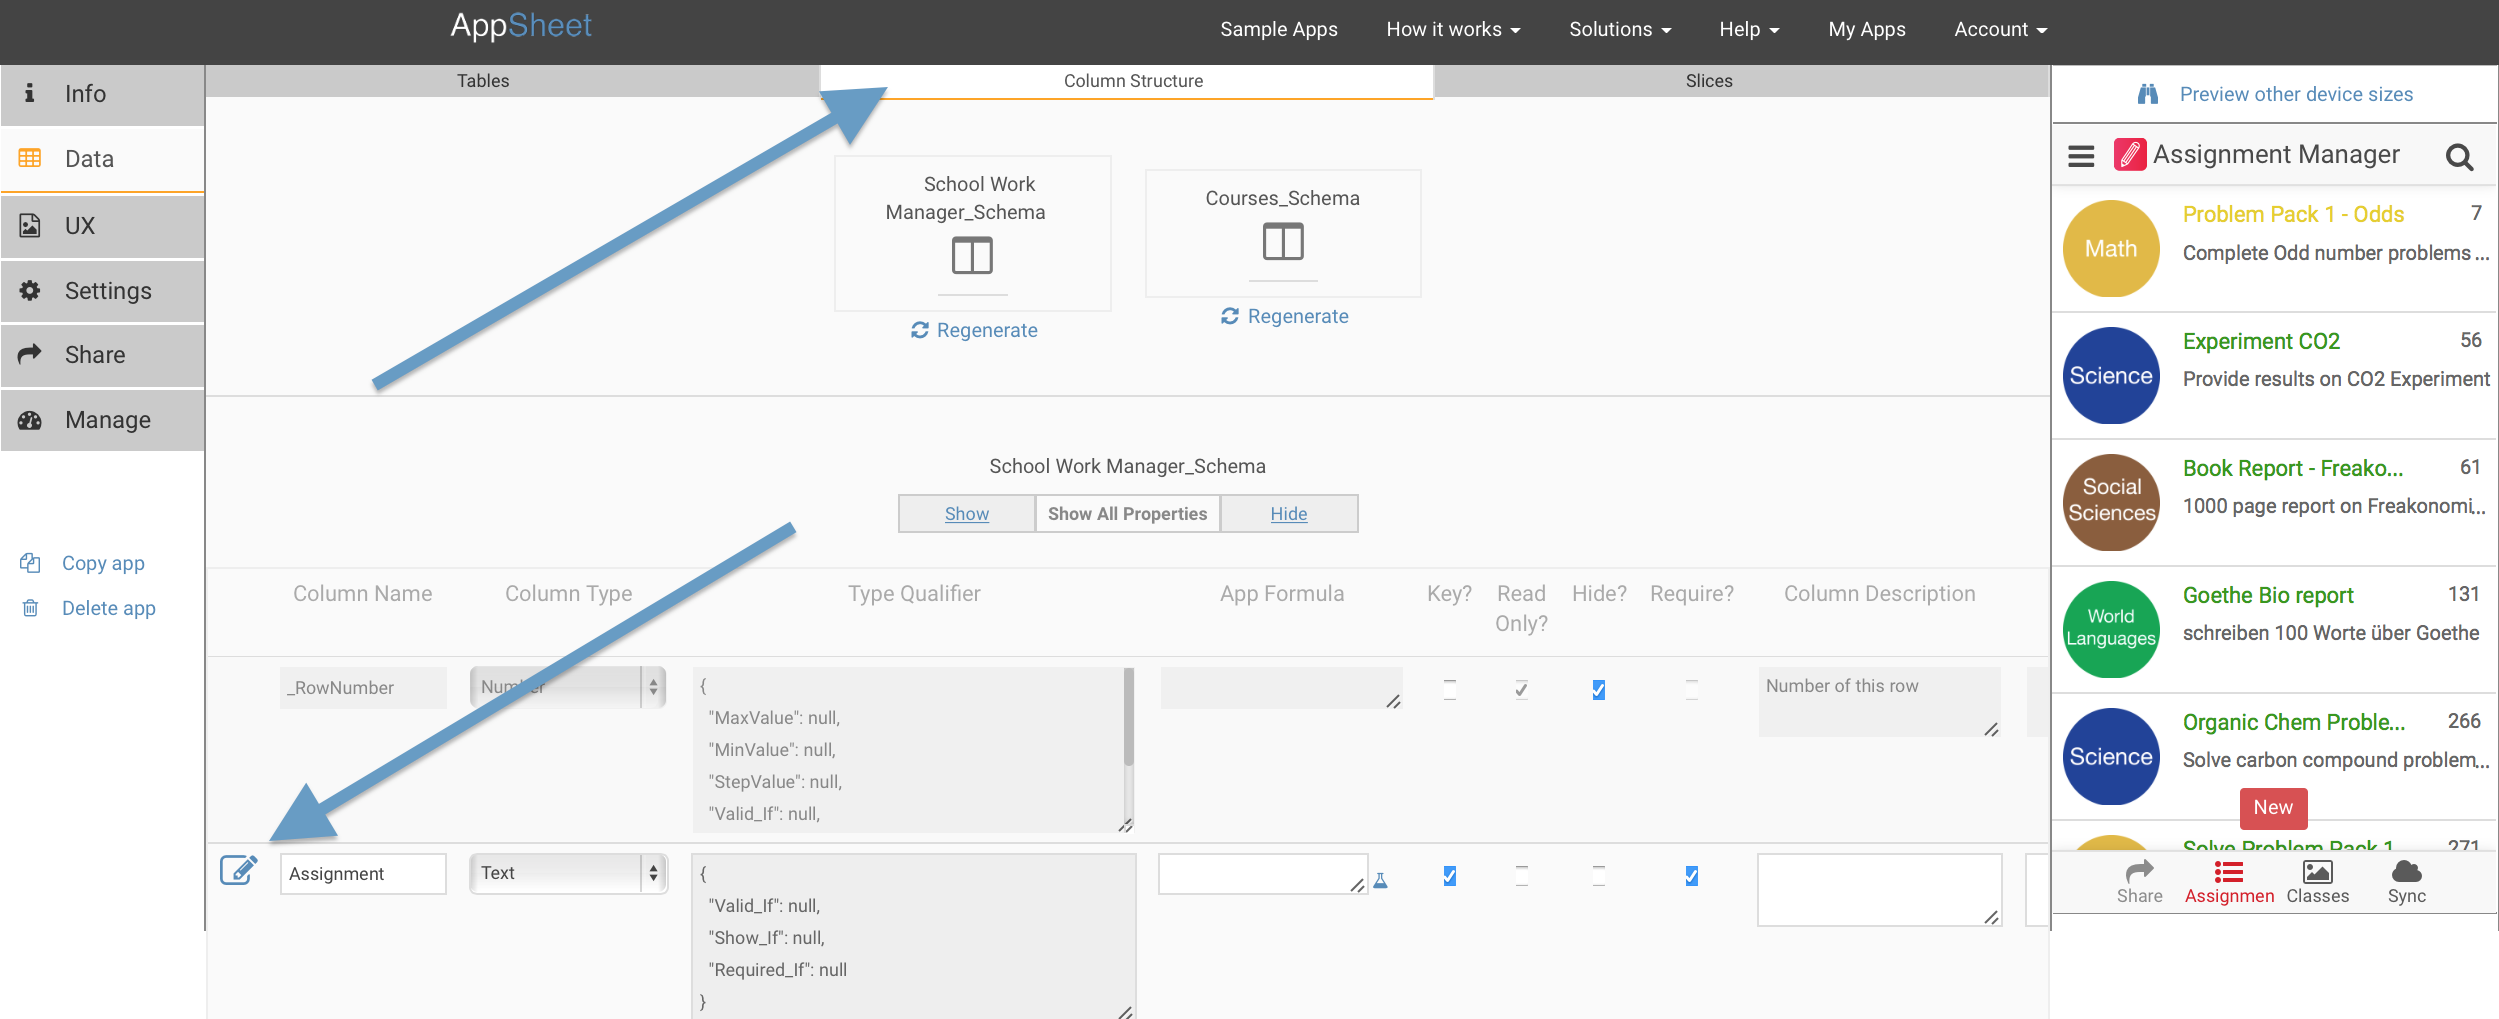 AppSheet
Sample Apps
How it works
Solutions
Help
My Apps
Account
Info
Data
UX
Settings
Share
Manage
Copy app
Delete app
Tables
Column Structure
Slices
School Work
Manager_Schema
Regenerate
Courses_Schema
Regenerate
School Work Manager_Schema
Show
Show All Properties
Hide
Column Name
Column Type
Type Qualifier
App Formula
Key?
Read
Only?
Hide?
Require?
Column Description
_RowNumber
Number
{
"MaxValue": null,
"MinValue": null,
"StepValue": null,
"Valid_If": null,
Number of this row
Assignment
Text
{
"Valid_If": null,
"Show_If": null,
"Required_If": null
}
Preview other device sizes
Assignment Manager
Math
Problem Pack 1 - Odds
7
Complete Odd number problems ...
Science
Experiment CO2
56
Provide results on CO2 Experiment
Social
Sciences
Book Report - Freako...
61
1000 page report on Freakonomi...
World
Languages
Goethe Bio report
131
schreiben 100 Worte über Goethe
Science
Organic Chem Proble...
266
Solve carbon compound problem...
New
Solve Problem Pack 1
271
Share
Assignmen
Classes
Sync